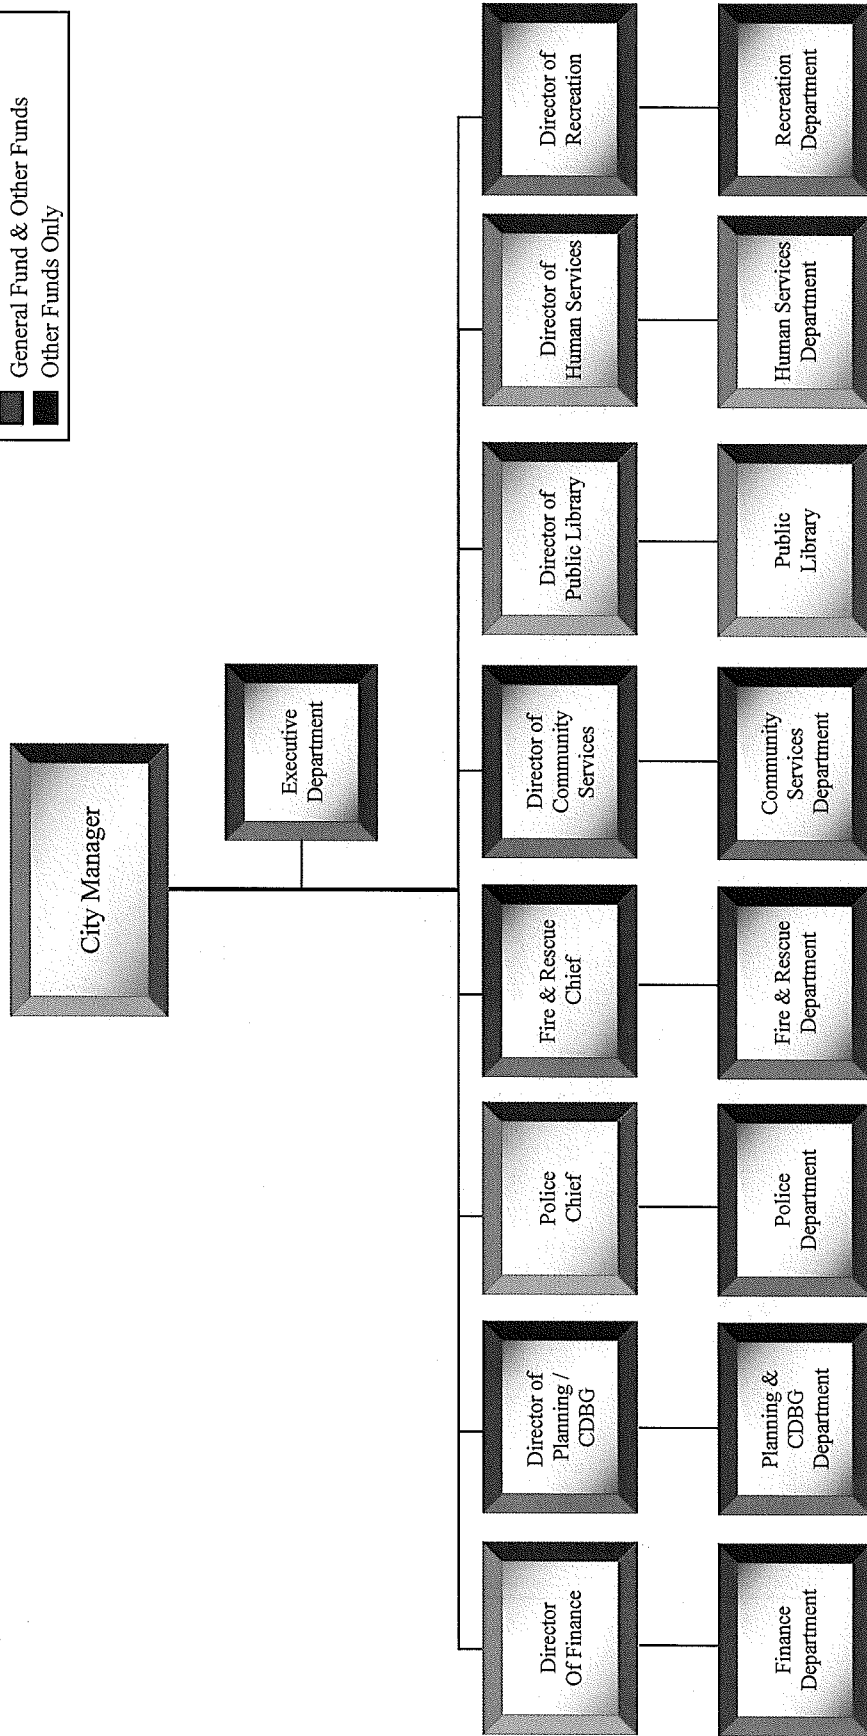 General Fund & Other Funds
Other Funds Only
City Manager
Executive
Department
Director
Of Finance
Director of
Planning /
CDBG
Police
Chief
Fire & Rescue
Chief
Director of
Community
Services
Director of
Public Library
Director of
Human Services
Director of
Recreation
Finance
Department
Planning &
CDBG
Department
Police
Department
Fire & Rescue
Department
Community
Services
Department
Public
Library
Human Services
Department
Recreation
Department